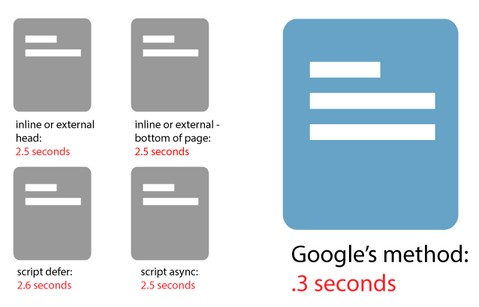 inline or external
head:
2.5 seconds
inline or external -
bottom of page:
2.5 seconds
script defer:
2.6 seconds
script async:
2.5 seconds
Google's method:
.3 seconds